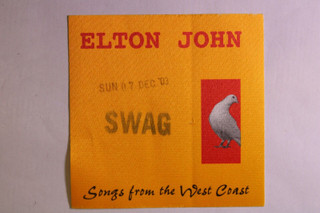 ELTON JOHN
SUN 07 DEC '03
SWAG
Songs from the West Coast